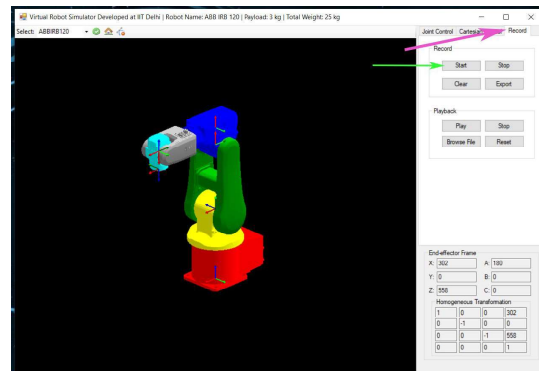 Virtual Robot Simulator Developed at IIT Delhi | Robot Name: ABB IRB 120 | Payload: 3 kg | Total Weight: 25 kg
Select: ABBIRB120
Joint Control Cartesian Record
Record
Start Stop
Clear Export
Playback
Play Stop
Browse File Reset
End-effector Frame
X: 302 A: 180
Y: 0 B: 0
Z: 558 C: 0
Homogeneous Transformation
1 0 0 302
0 -1 0 0
0 0 -1 558
0 0 0 1